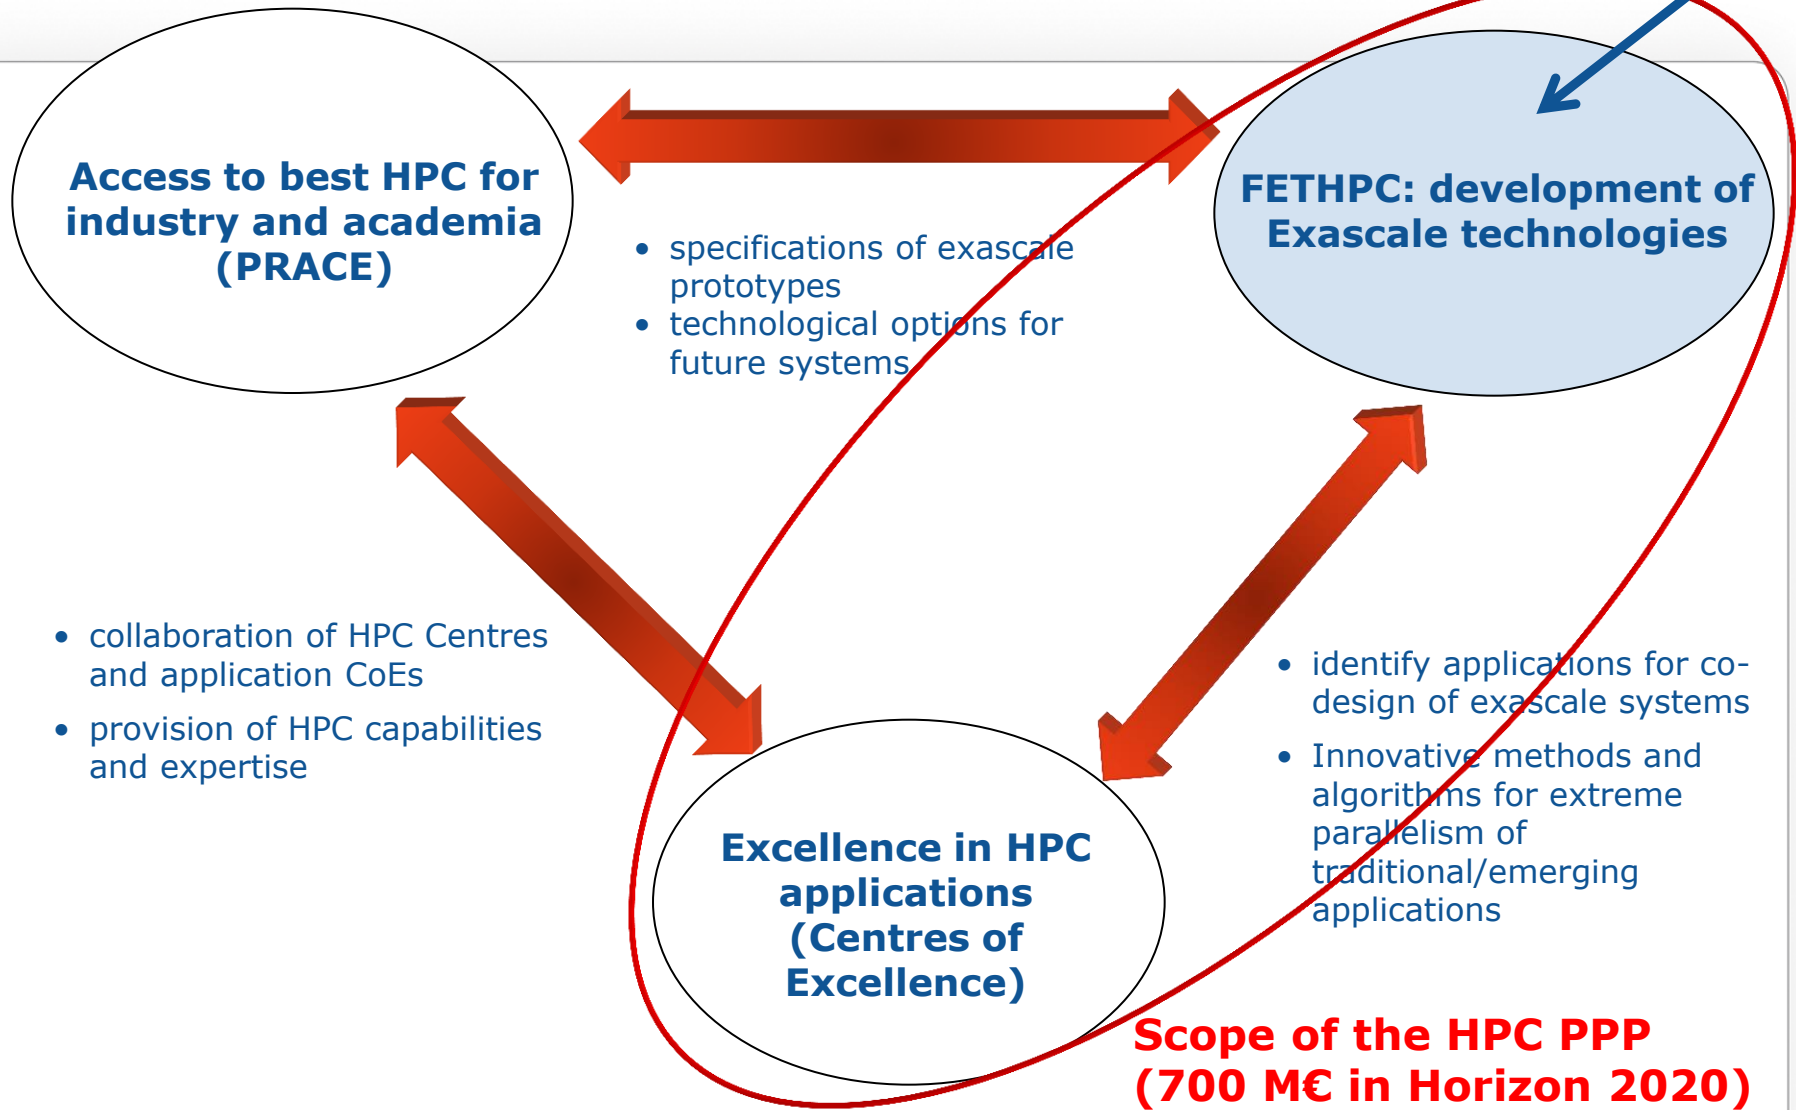 Access to best HPC for
industry and academia
(PRACE)
FETHPC: development of
Exascale technologies
• specifications of exascale
prototypes
• technological options for
future systems
• collaboration of HPC Centres
and application CoEs
• provision of HPC capabilities
and expertise
• identify applications for co-
design of exascale systems
• Innovative methods and
algorithms for extreme
parallelism of
traditional/emerging
applications
Excellence in HPC
applications
(Centres of
Excellence)
Scope of the HPC PPP
(700 M€ in Horizon 2020)